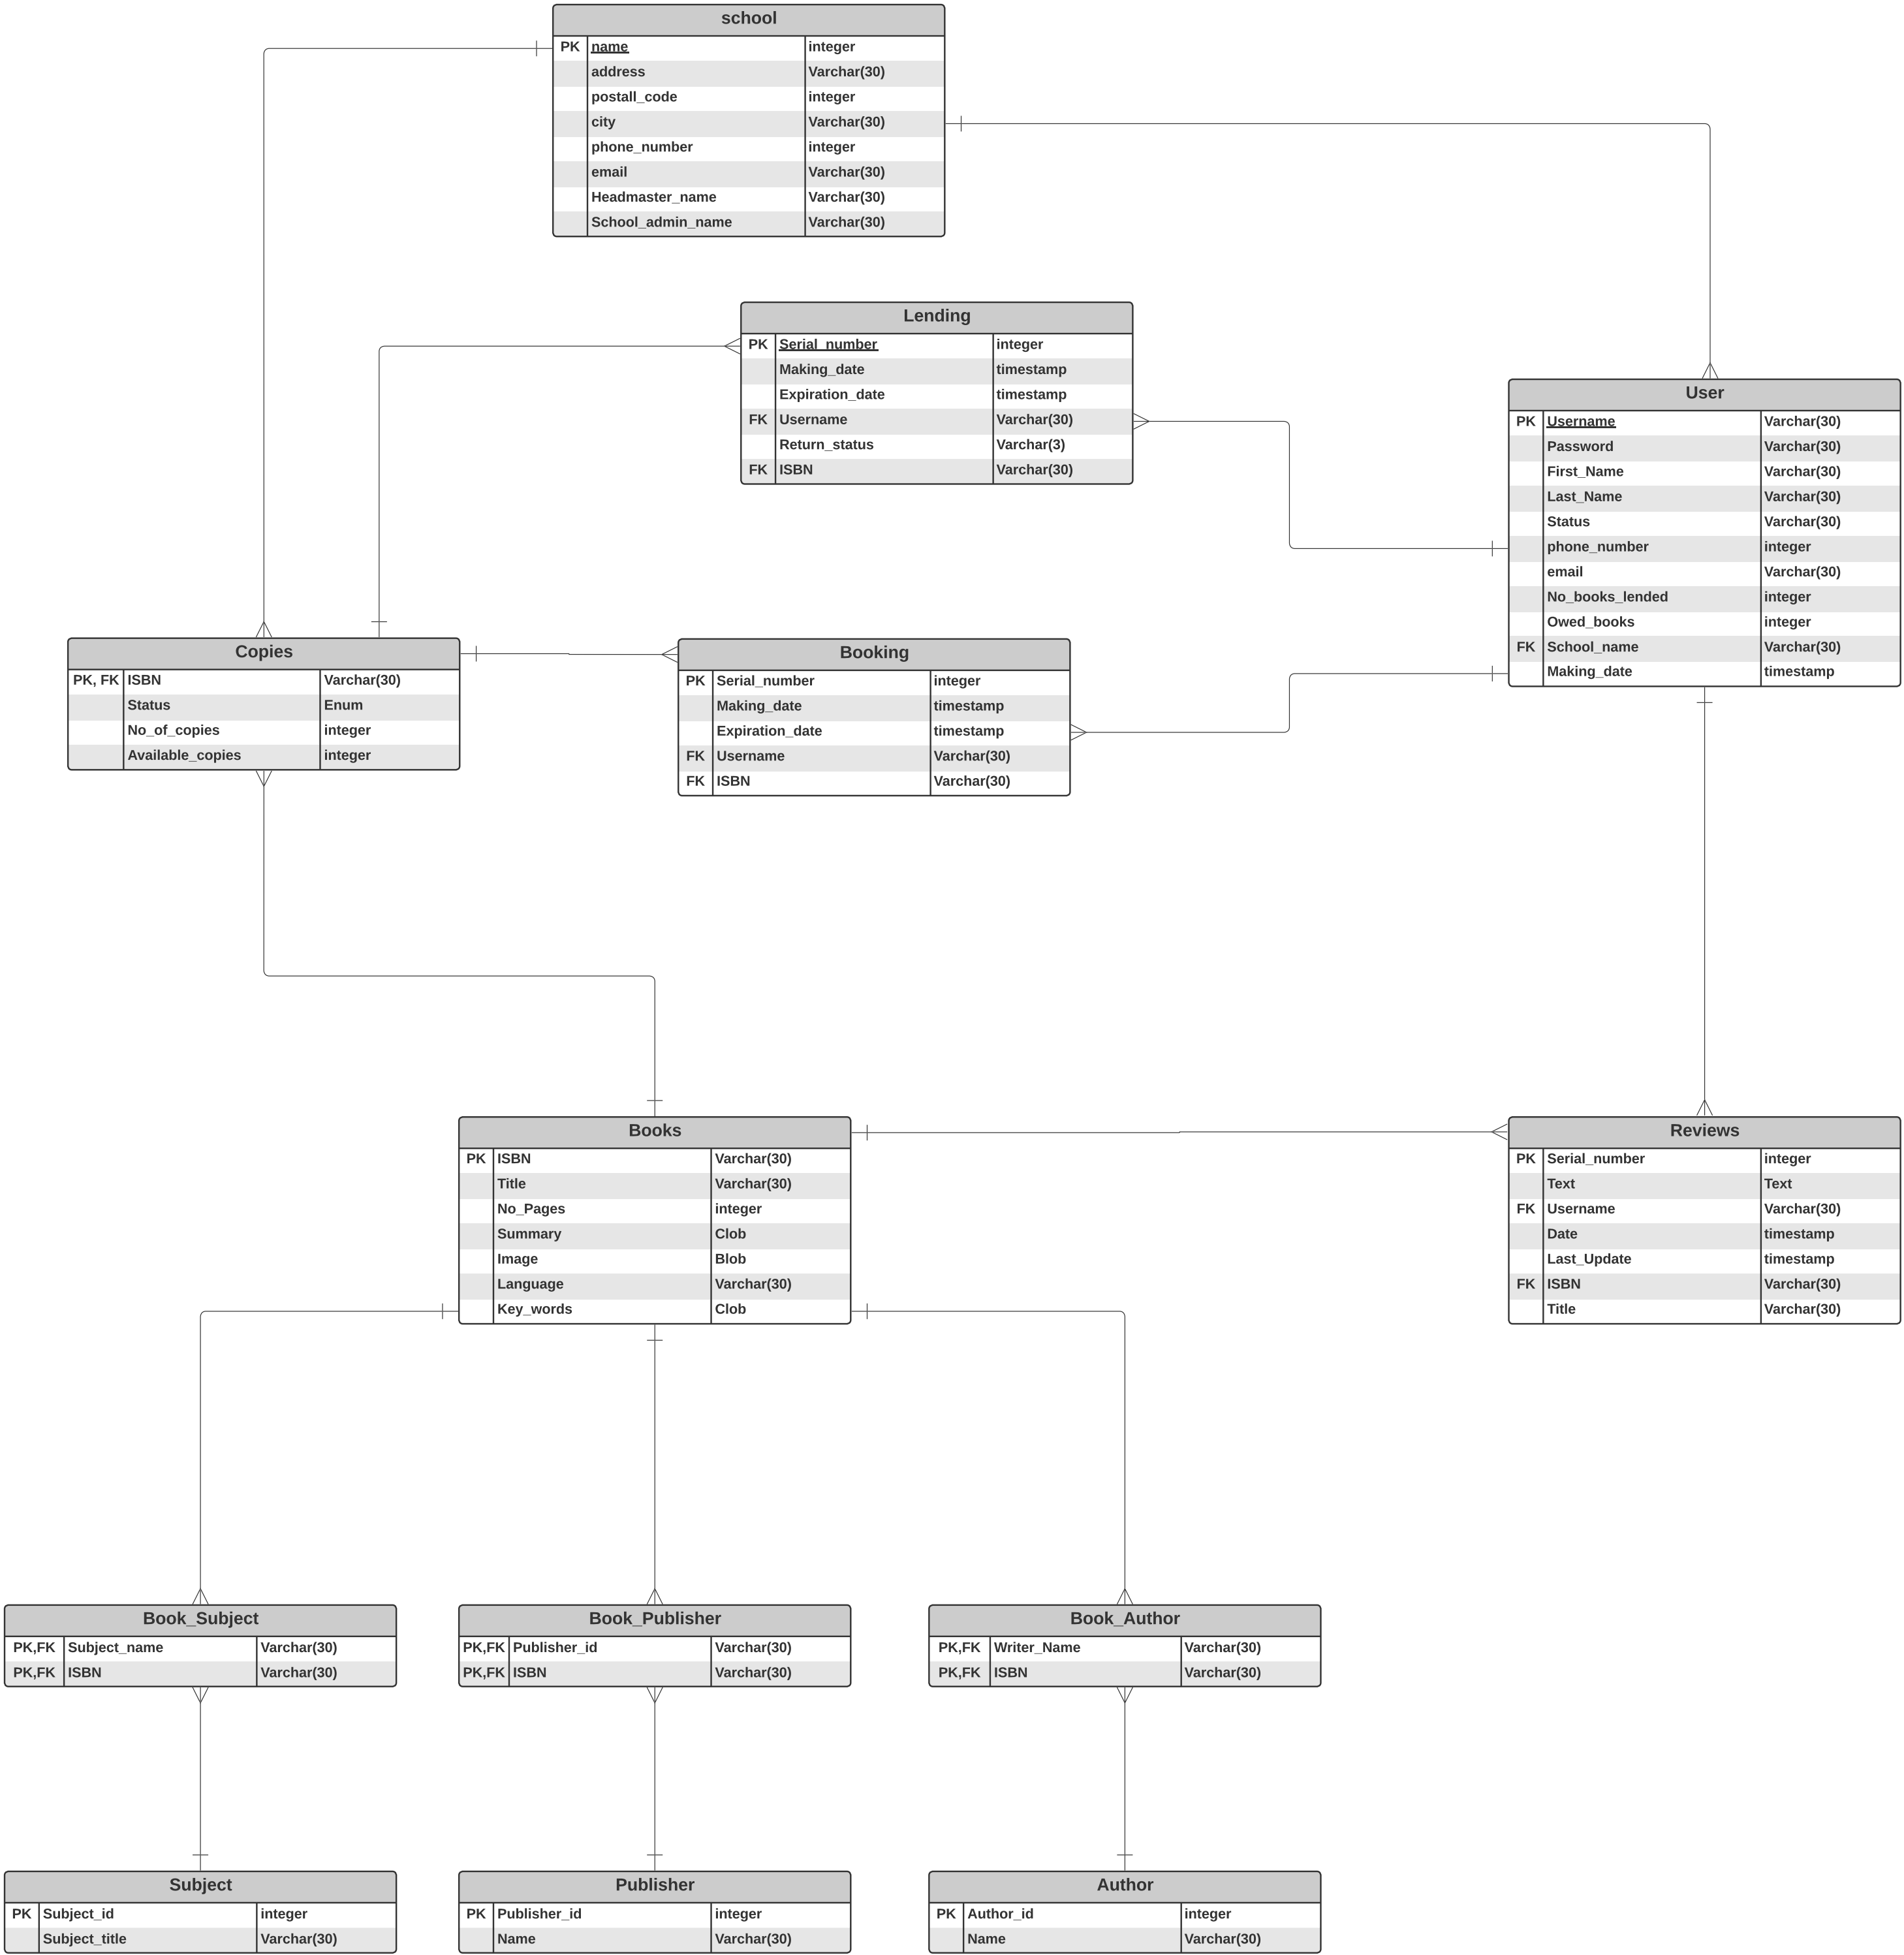 school
PK name integer
address Varchar(30)
postall_code integer
city Varchar(30)
phone_number integer
email Varchar(30)
Headmaster_name Varchar(30)
School_admin_name Varchar(30)
Lending
PK Serial_number integer
Making_date timestamp
Expiration_date timestamp
FK Username Varchar(30)
Return_status Varchar(3)
FK ISBN Varchar(30)
User
PK Username Varchar(30)
Password Varchar(30)
First_Name Varchar(30)
Last_Name Varchar(30)
Status Varchar(30)
phone_number integer
email Varchar(30)
No_books_lended integer
Owed_books integer
FK School_name Varchar(30)
Making_date timestamp
Copies
PK, FK ISBN Varchar(30)
Status Enum
No_of_copies integer
Available_copies integer
Booking
PK Serial_number integer
Making_date timestamp
Expiration_date timestamp
FK Username Varchar(30)
FK ISBN Varchar(30)
Books
PK ISBN Varchar(30)
Title Varchar(30)
No_Pages integer
Summary Clob
Image Blob
Language Varchar(30)
Key_words Clob
Reviews
PK Serial_number integer
Text Text
FK Username Varchar(30)
Date timestamp
Last_Update timestamp
FK ISBN Varchar(30)
Title Varchar(30)
Book_Subject
PK,FK Subject_name Varchar(30)
PK,FK ISBN Varchar(30)
Book_Publisher
PK,FK Publisher_id Varchar(30)
PK,FK ISBN Varchar(30)
Book_Author
PK,FK Writer_Name Varchar(30)
PK,FK ISBN Varchar(30)
Subject
PK Subject_id integer
Subject_title Varchar(30)
Publisher
PK Publisher_id integer
Name Varchar(30)
Author
PK Author_id integer
Name Varchar(30)